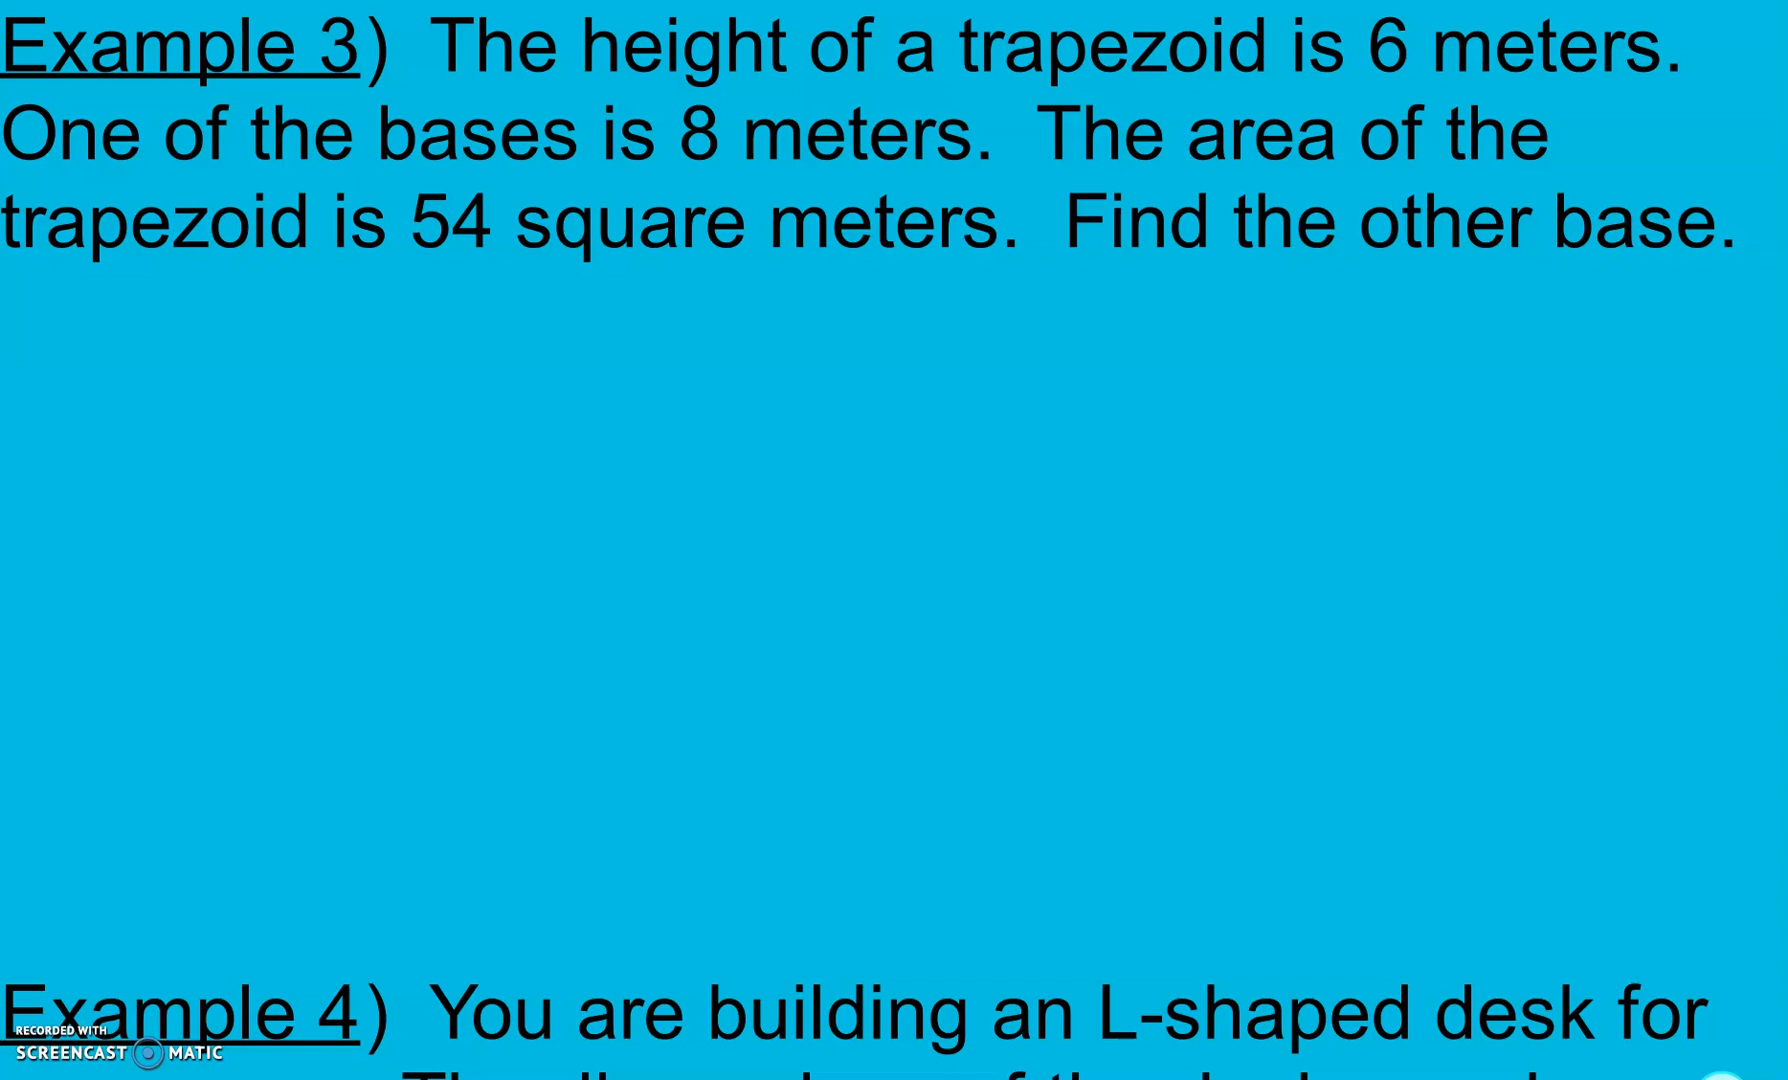 Example 3)  The height of a trapezoid is 6 meters.
One of the bases is 8 meters.  The area of the
trapezoid is 54 square meters.  Find the other base.
Example 4)  You are building an L-shaped desk for
RECORDED WITH
SCREENCAST MATIC